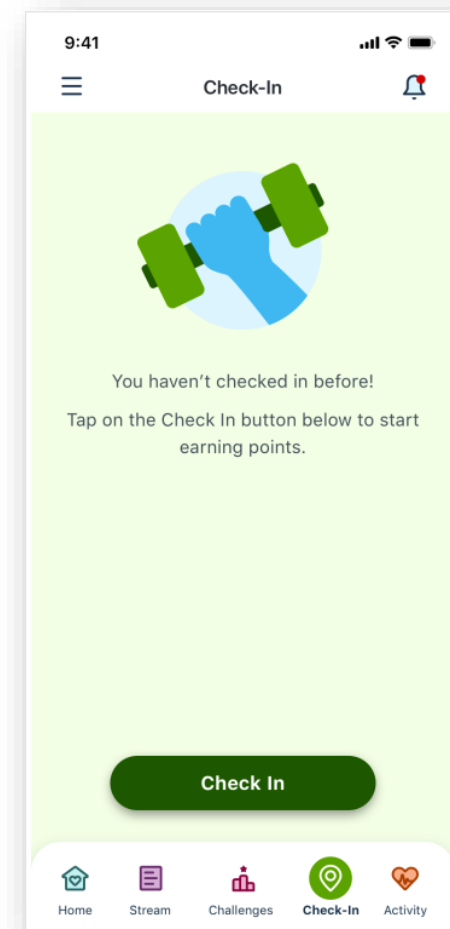 9:41
Check-In
You haven’t checked in before!
Tap on the Check In button below to start
earning points.
Check In
Home Stream Challenges Check-In Activity